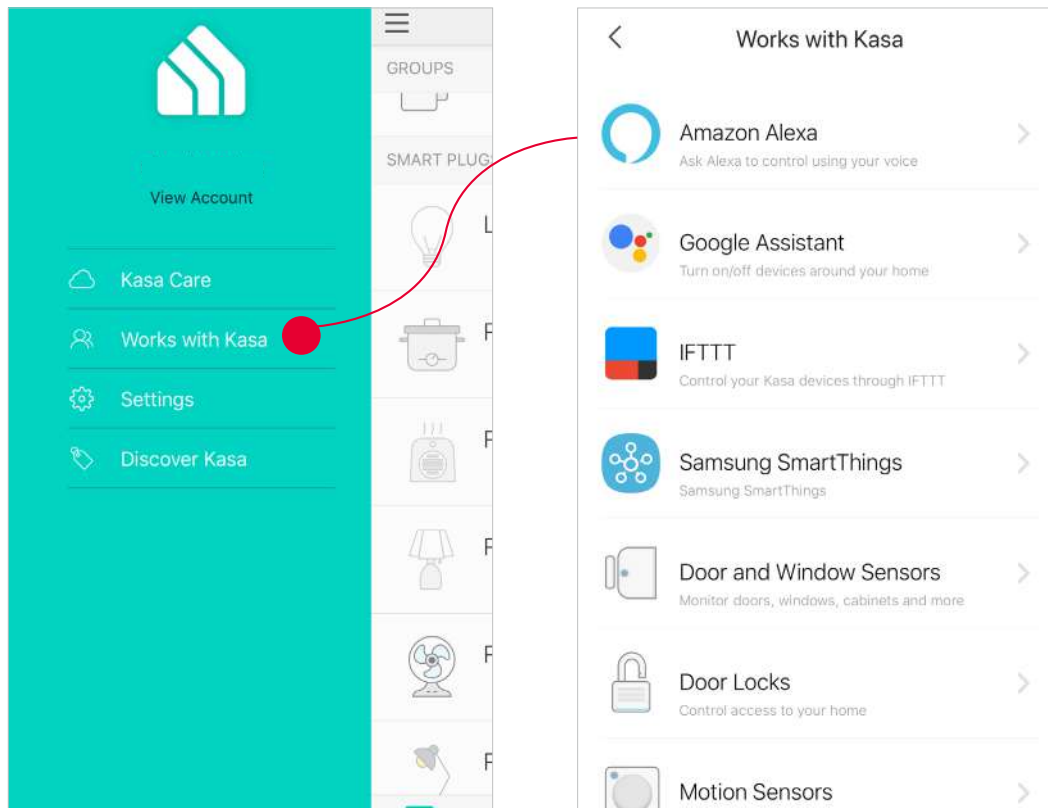 View Account
Kasa Care
Works with Kasa
Settings
Discover Kasa
GROUPS
SMART PLUG
L
F
F
F
F
F
Works with Kasa
Amazon Alexa
Ask Alexa to control using your voice
Google Assistant
Turn on/off devices around your home
IFTTT
Control your Kasa devices through IFTTT
Samsung SmartThings
Samsung SmartThings
Door and Window Sensors
Monitor doors, windows, cabinets and more
Door Locks
Control access to your home
Motion Sensors